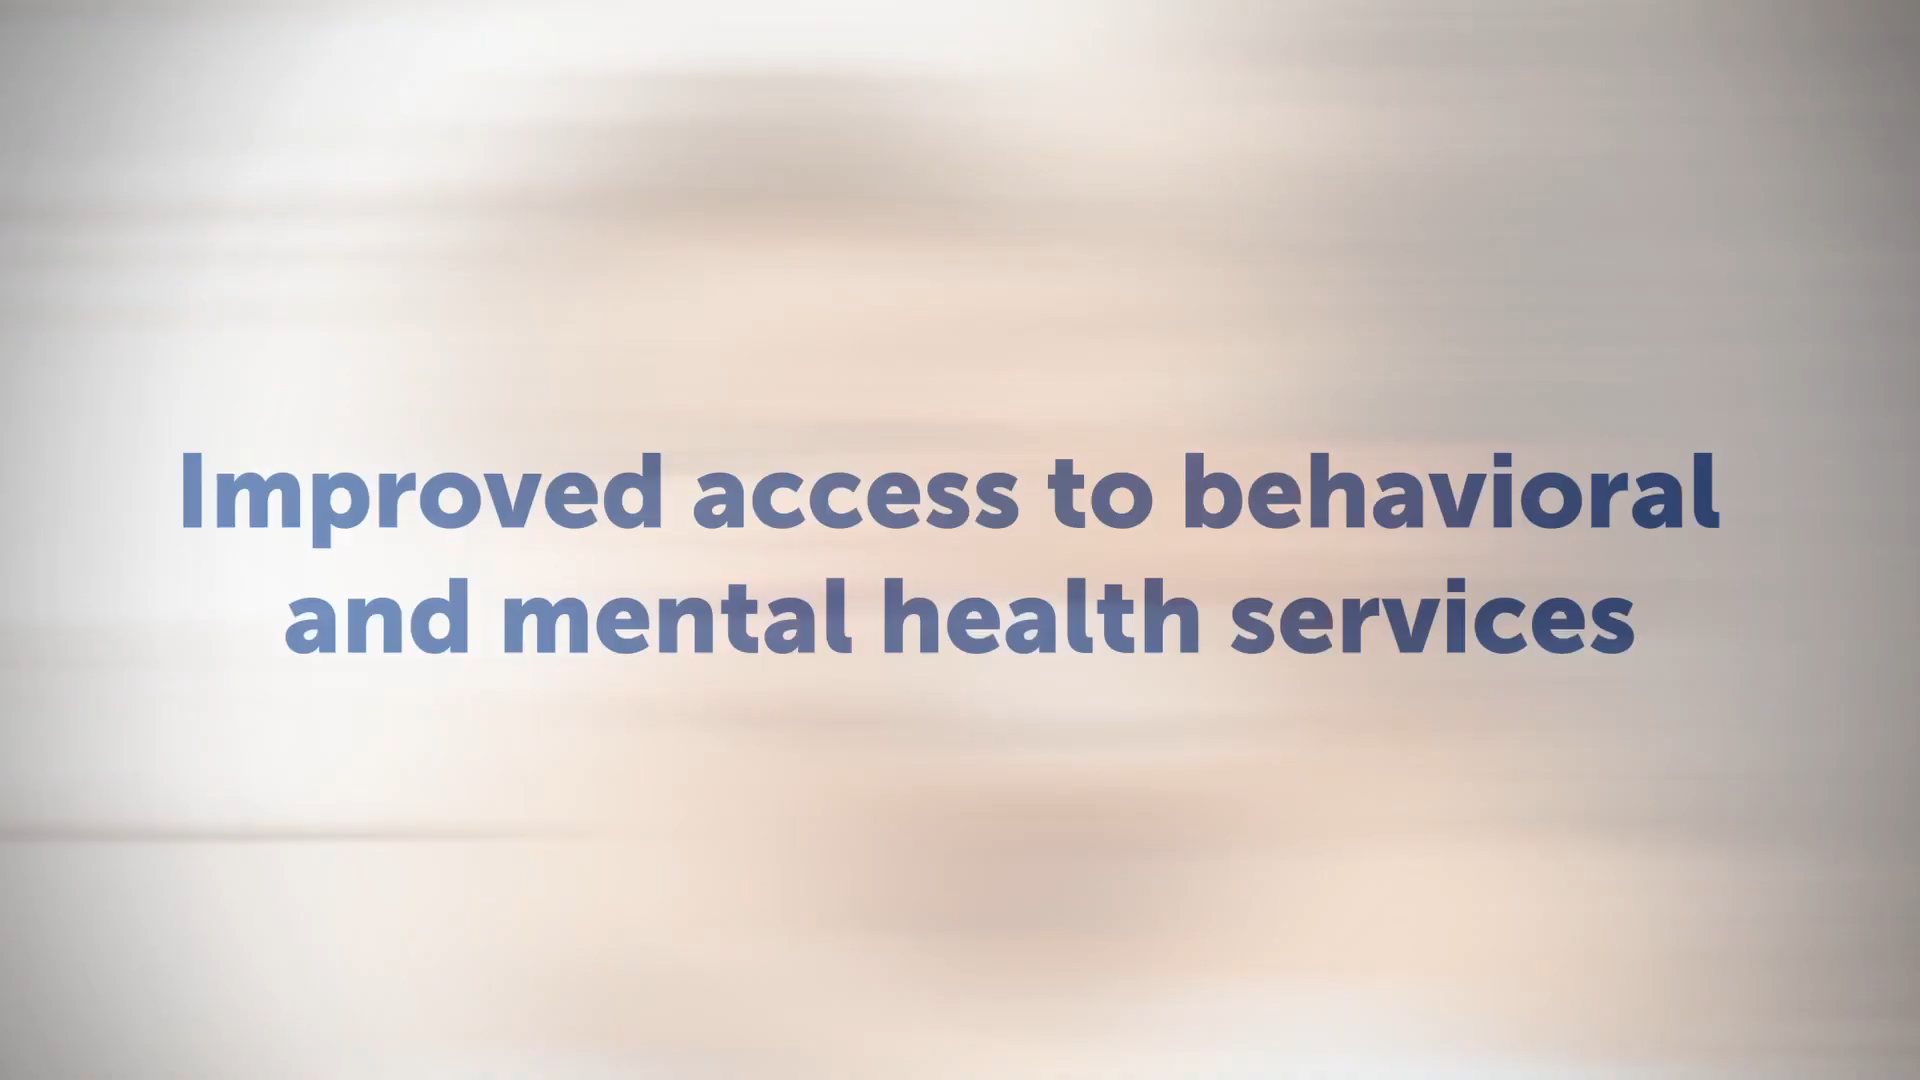 Improved access to behavioral
and mental health services